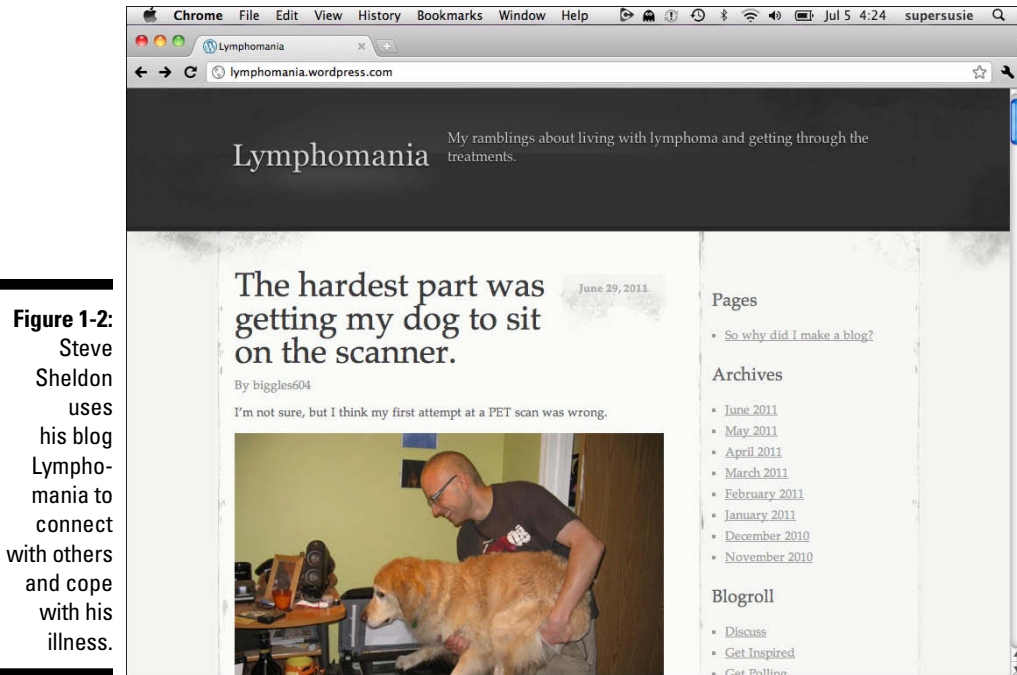 Chrome File Edit View History Bookmarks Window Help Jul 5 4:24 supersusie
Lymphomania
lymphomania.wordpress.com
Lymphomania
My ramblings about living with lymphoma and getting through the
treatments.
The hardest part was
getting my dog to sit
on the scanner.
June 29, 2011
By biggles604
I'm not sure, but I think my first attempt at a PET scan was wrong.
Pages
So why did I make a blog?
Archives
June 2011
May 2011
April 2011
March 2011
February 2011
January 2011
December 2010
November 2010
Blogroll
Discuss
Get Inspired
Get Polling
Figure 1-2:
Steve
Sheldon
uses
his blog
Lympho-
mania to
connect
with others
and cope
with his
illness.